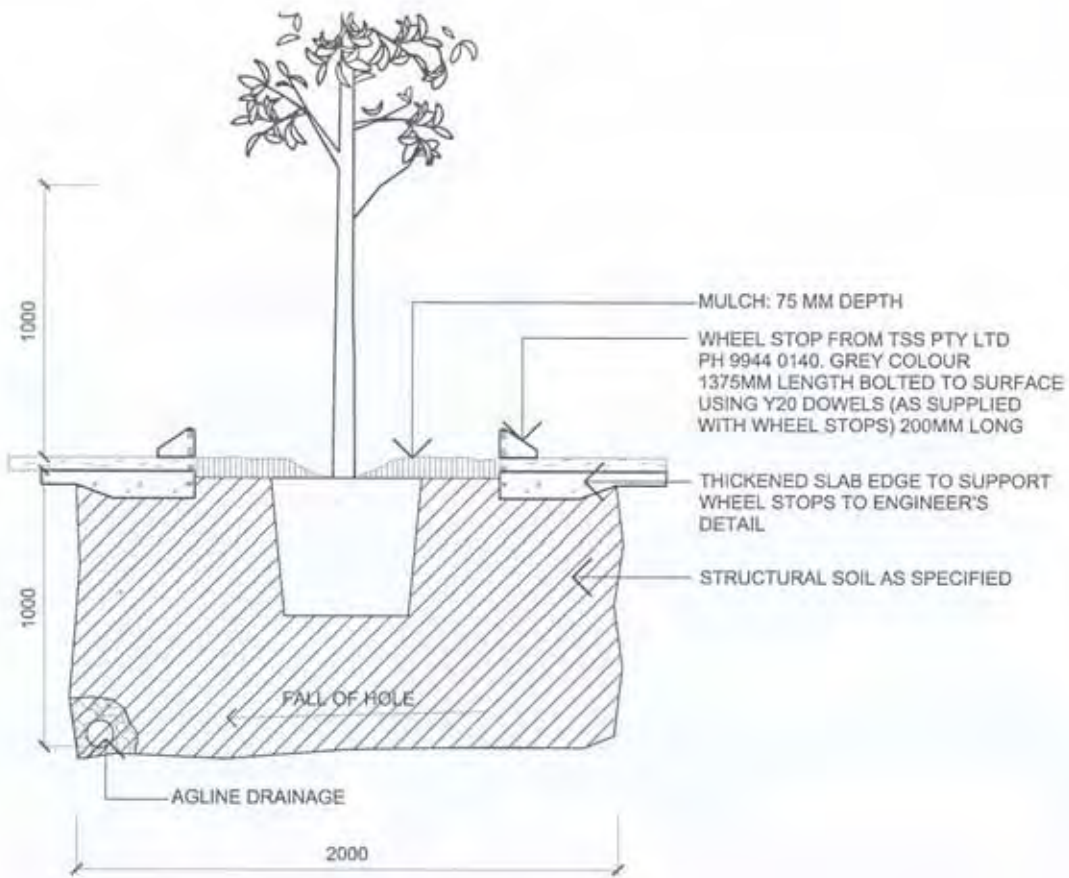 1000
MULCH: 75 MM DEPTH
WHEEL STOP FROM TSS PTY LTD
PH 9944 0140. GREY COLOUR
1375MM LENGTH BOLTED TO SURFACE
USING Y20 DOWELS (AS SUPPLIED
WITH WHEEL STOPS) 200MM LONG
THICKENED SLAB EDGE TO SUPPORT
WHEEL STOPS TO ENGINEER'S
DETAIL
STRUCTURAL SOIL AS SPECIFIED
1000
FALL OF HOLE
AGLINE DRAINAGE
2000